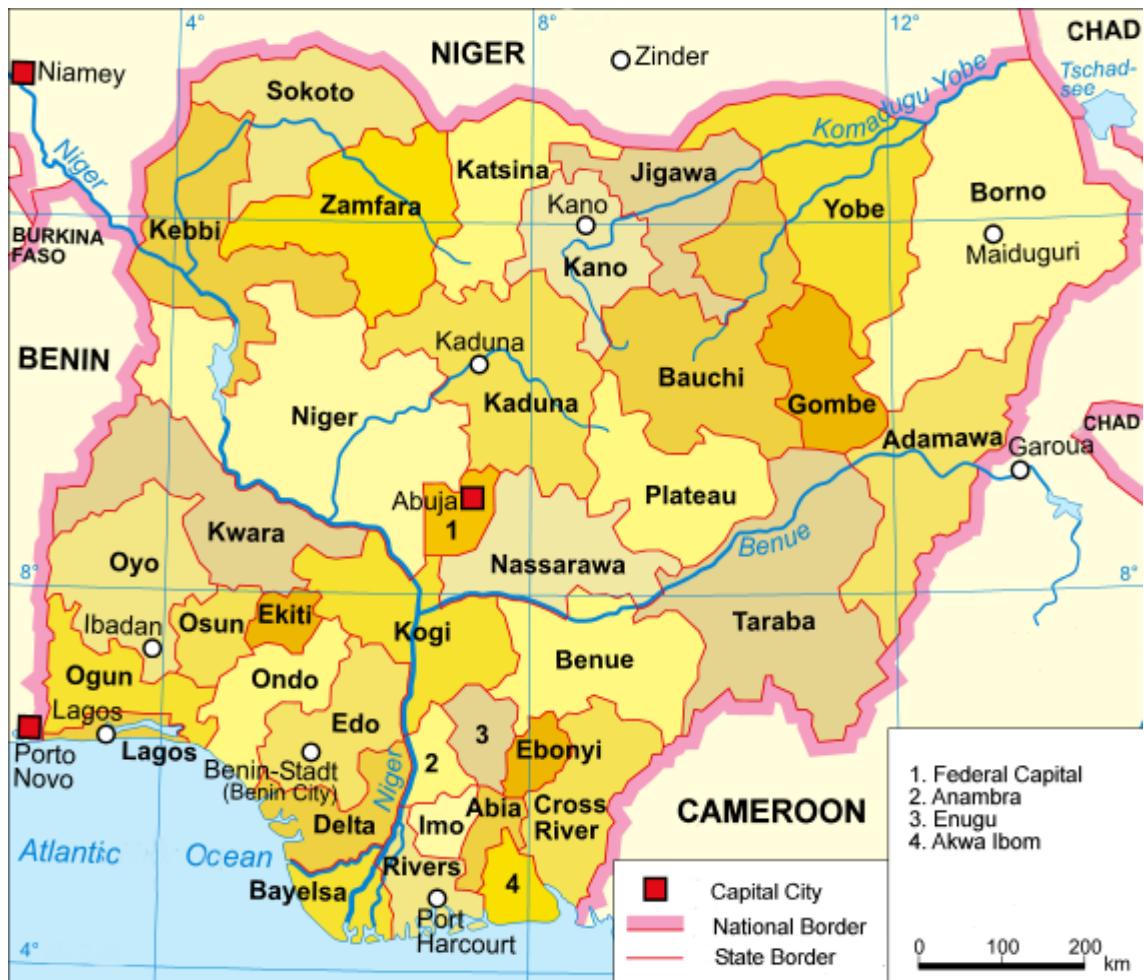 4°
8°
12°
CHAD
NIGER
Zinder
Niamey
Tschad-
see
Komadugu Yobe
Sokoto
Niger
Katsina
Jigawa
Borno
Zamfara
Kano
Yobe
Kebbi
BURKINA
FASO
Maiduguri
Kano
BENIN
Kaduna
Bauchi
Kaduna
Niger
Gombe
CHAD
Adamawa
Garoua
Abuja
Plateau
1
Kwara
Benue
Nassarawa
Oyo
8°
8°
Ekiti
Ibadan
Osun
Kogi
Taraba
Benue
Ogun
Ondo
Lagos
Edo
3
Ebonyi
Porto
Novo
Lagos
2
Benin-Stadt
(Benin City)
Niger
Abia
Cross
River
CAMEROON
Delta
Imo
Atlantic Ocean
Rivers
Bayelsa
4
Port
Harcourt
4°
1. Federal Capital
2. Anambra
3. Enugu
4. Akwa Ibom
Capital City
National Border
State Border
0 100 200
km